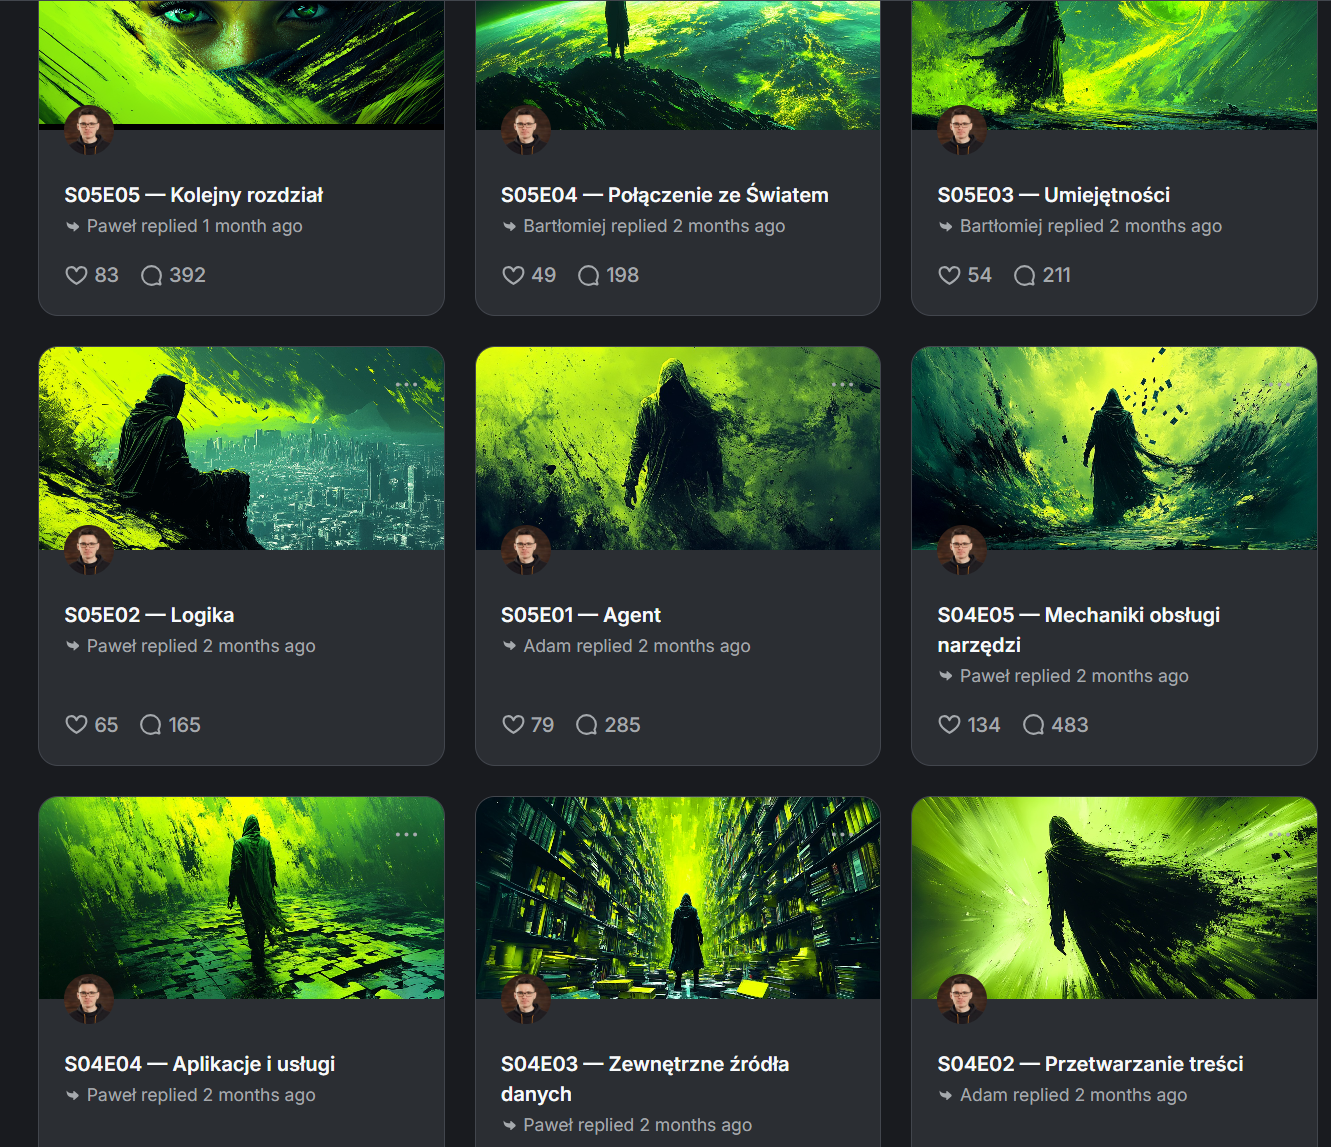 S05E05 — Kolejny rozdział
Paweł replied 1 month ago
83 392
S05E04 — Połączenie ze Światem
Bartłomiej replied 2 months ago
49 198
S05E03 — Umiejętności
Bartłomiej replied 2 months ago
54 211
S05E02 — Logika
Paweł replied 2 months ago
65 165
S05E01 — Agent
Adam replied 2 months ago
79 285
S04E05 — Mechaniki obsługi
narzędzi
Paweł replied 2 months ago
134 483
S04E04 — Aplikacje i usługi
Paweł replied 2 months ago
S04E03 — Zewnętrzne źródła
danych
Paweł replied 2 months ago
S04E02 — Przetwarzanie treści
Adam replied 2 months ago